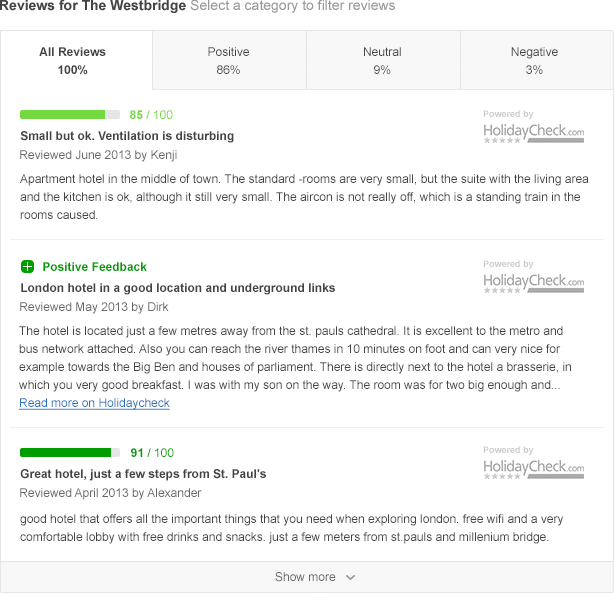 Reviews for The Westbridge Select a category to filter reviews
All Reviews
100%
Positive
86%
Neutral
9%
Negative
3%
85 / 100
Powered by
HolidayCheck.com
Small but ok. Ventilation is disturbing
Reviewed June 2013 by Kenji
Apartment hotel in the middle of town. The standard -rooms are very small, but the suite with the living area
and the kitchen is ok, although it still very small. The aircon is not really off, which is a standing train in the
rooms caused.
Positive Feedback
Powered by
HolidayCheck.com
London hotel in a good location and underground links
Reviewed May 2013 by Dirk
The hotel is located just a few metres away from the st. pauls cathedral. It is excellent to the metro and
bus network attached. Also you can reach the river thames in 10 minutes on foot and can very nice for
example towards the Big Ben and houses of parliament. There is directly next to the hotel a brasserie, in
which you very good breakfast. I was with my son on the way. The room was for two big enough and...
Read more on Holidaycheck
91 / 100
Powered by
HolidayCheck.com
Great hotel, just a few steps from St. Paul's
Reviewed April 2013 by Alexander
good hotel that offers all the important things that you need when exploring london. free wifi and a very
comfortable lobby with free drinks and snacks. just a few meters from st.pauls and millenium bridge.
Show more